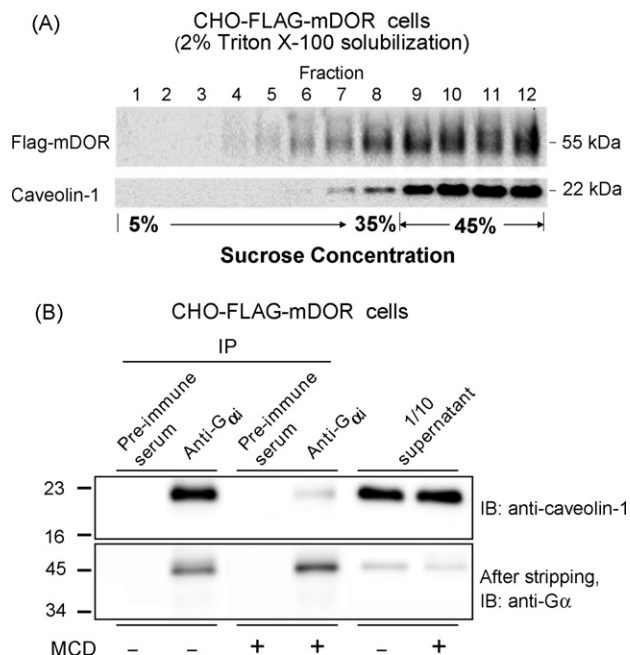 (A)
CHO-FLAG-mDOR cells
(2% Triton X-100 solubilization)
Fraction
1 2 3 4 5 6 7 8 9 10 11 12
Flag-mDOR
- 55 kDa
Caveolin-1
- 22 kDa
5% 35% 45%
Sucrose Concentration
(B)
CHO-FLAG-mDOR cells
IP
Pre-immune
serum
Anti-Gαi
Pre-immune
serum
Anti-Gαi
1/10
supernatant
23
16
IB: anti-caveolin-1
45
34
After stripping,
IB: anti-Gα
MCD – – + + – +